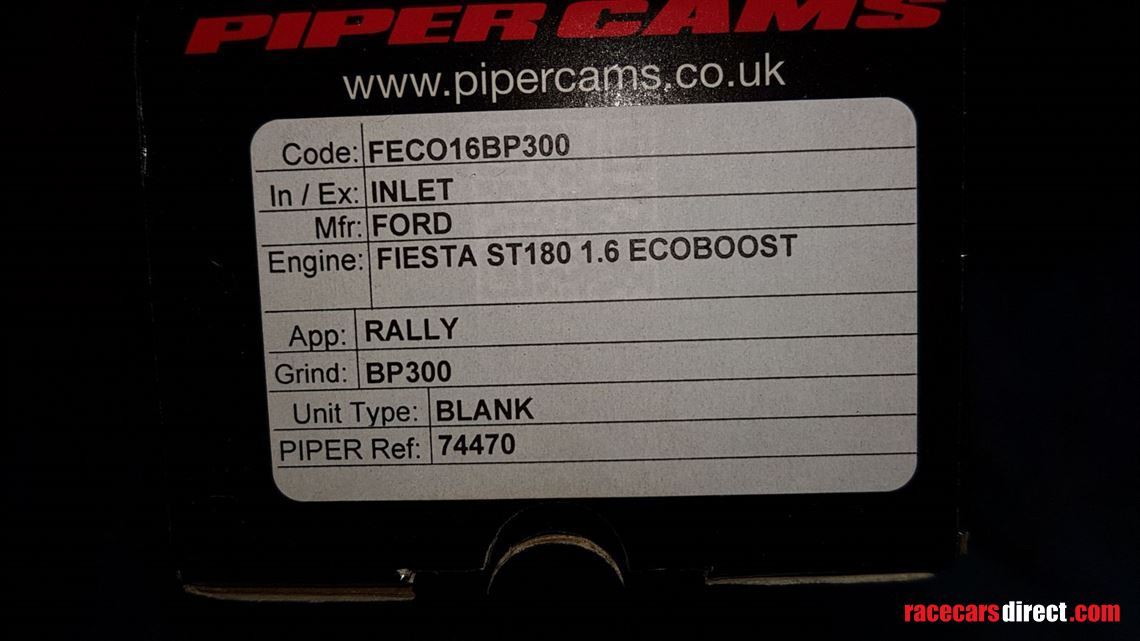 PIPER CAMS
www.pipercams.co.uk
Code: FECO16BP300
In / Ex: INLET
Mfr: FORD
Engine: FIESTA ST180 1.6 ECOBOOST
App: RALLY
Grind: BP300
Unit Type: BLANK
PIPER Ref: 74470
racecarsdirect.com